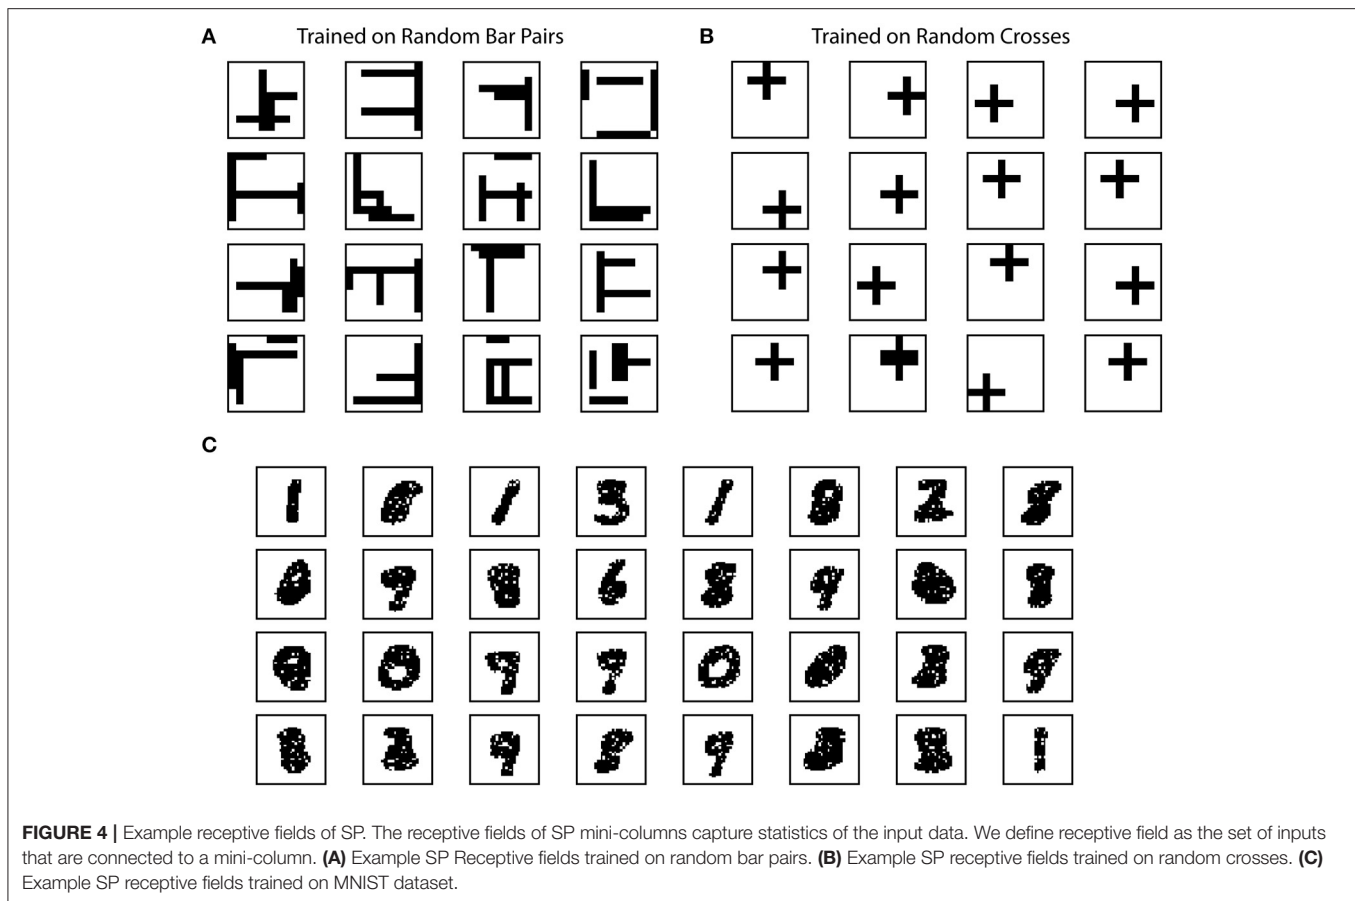 A Trained on Random Bar Pairs
B Trained on Random Crosses
C
FIGURE 4 | Example receptive fields of SP. The receptive fields of SP mini-columns capture statistics of the input data. We define receptive field as the set of inputs
that are connected to a mini-column. (A) Example SP Receptive fields trained on random bar pairs. (B) Example SP receptive fields trained on random crosses. (C)
Example SP receptive fields trained on MNIST dataset.